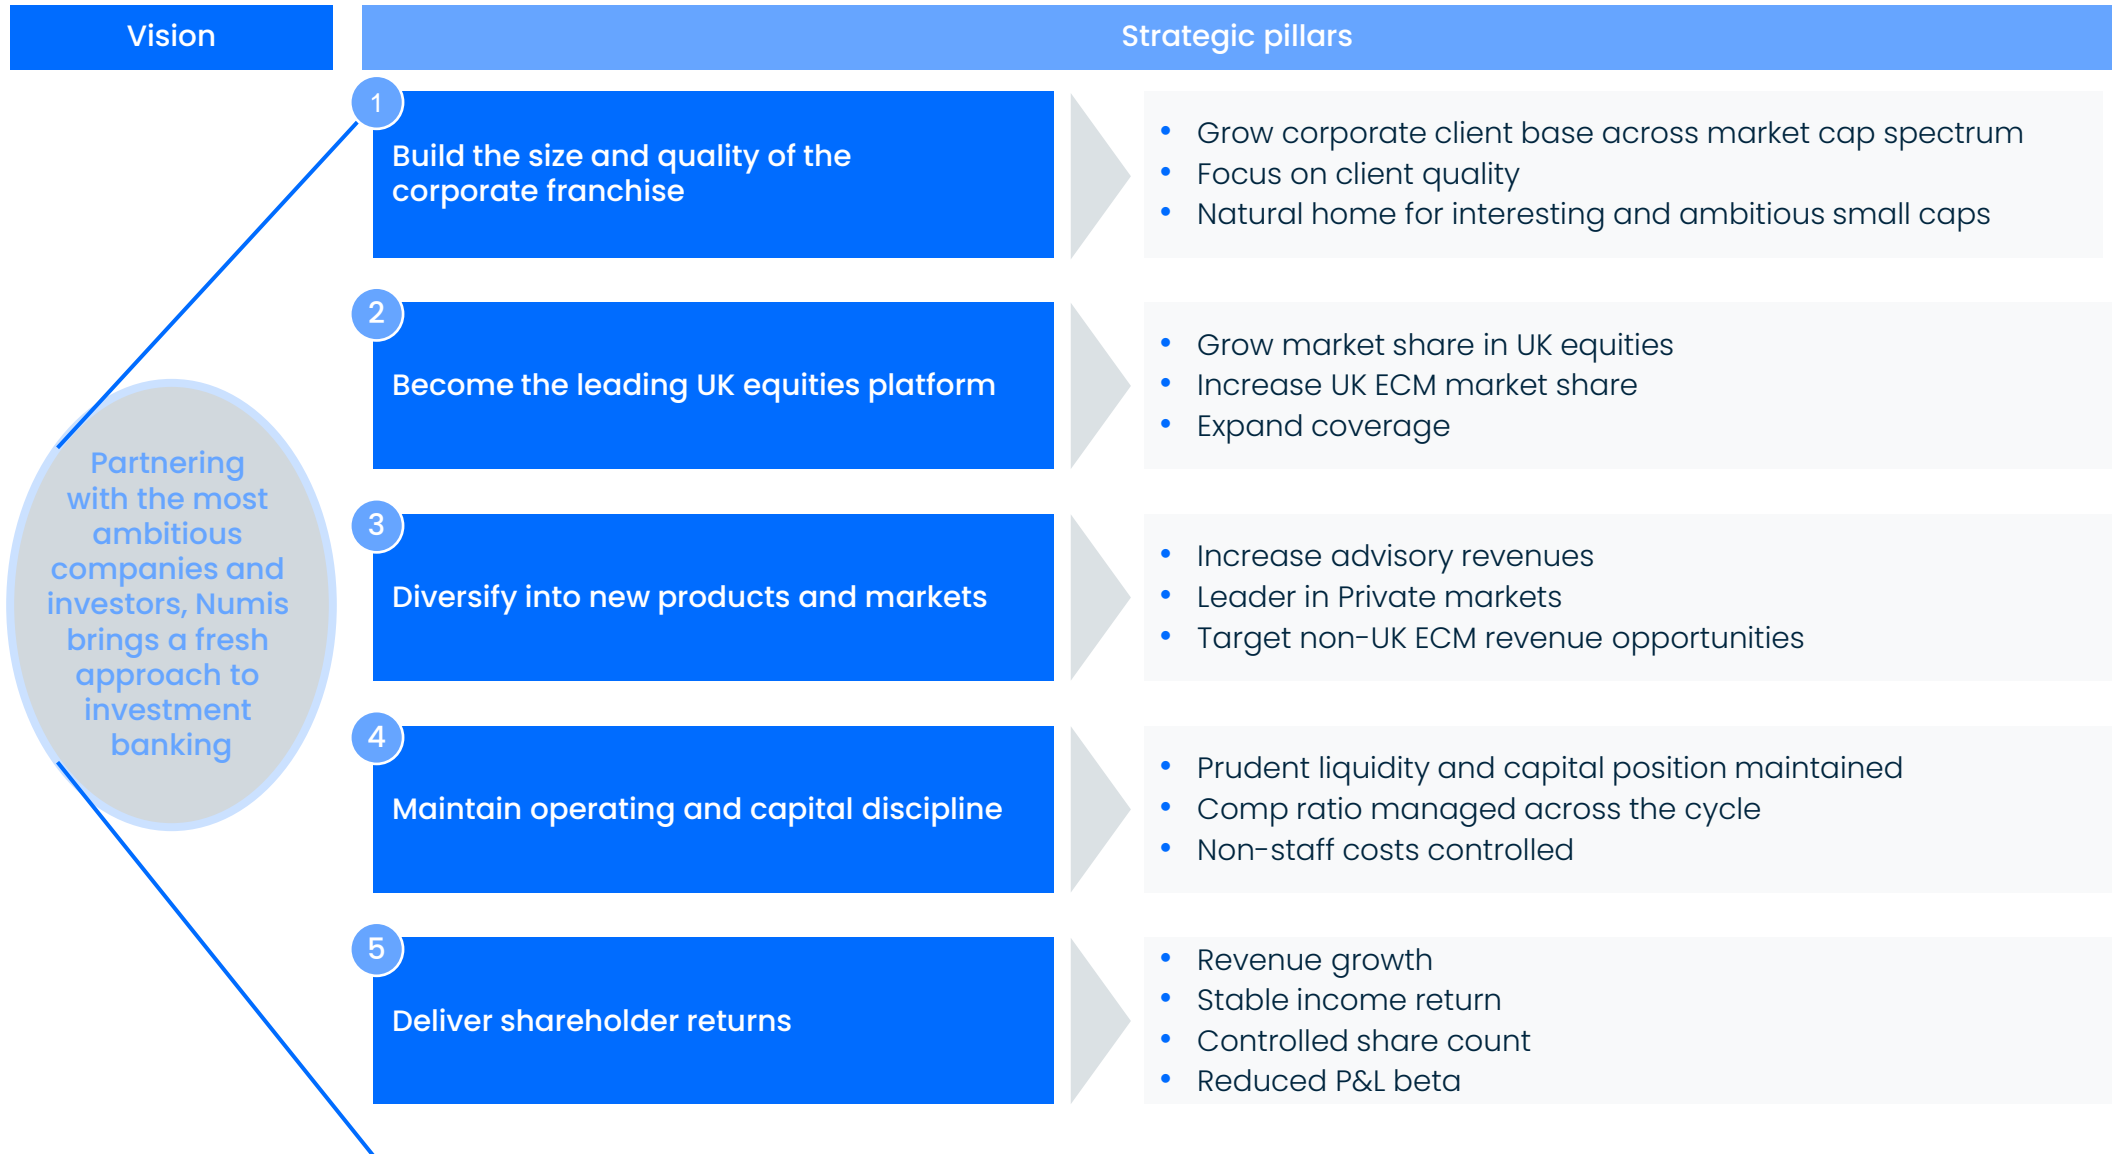 Vision
Strategic pillars
Partnering
with the most
ambitious
companies and
investors, Numis
brings a fresh
approach to
investment
banking
1
Build the size and quality of the
corporate franchise
• Grow corporate client base across market cap spectrum
• Focus on client quality
• Natural home for interesting and ambitious small caps
2
Become the leading UK equities platform
• Grow market share in UK equities
• Increase UK ECM market share
• Expand coverage
3
Diversify into new products and markets
• Increase advisory revenues
• Leader in Private markets
• Target non-UK ECM revenue opportunities
4
Maintain operating and capital discipline
• Prudent liquidity and capital position maintained
• Comp ratio managed across the cycle
• Non-staff costs controlled
5
Deliver shareholder returns
• Revenue growth
• Stable income return
• Controlled share count
• Reduced P&L beta